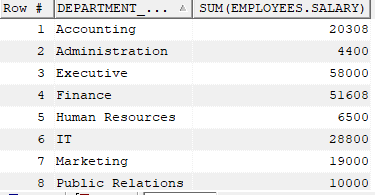 Row # DEPARTMENT_... SUM(EMPLOYEES.SALARY)
1 Accounting 20308
2 Administration 4400
3 Executive 58000
4 Finance 51608
5 Human Resources 6500
6 IT 28800
7 Marketing 19000
8 Public Relations 10000